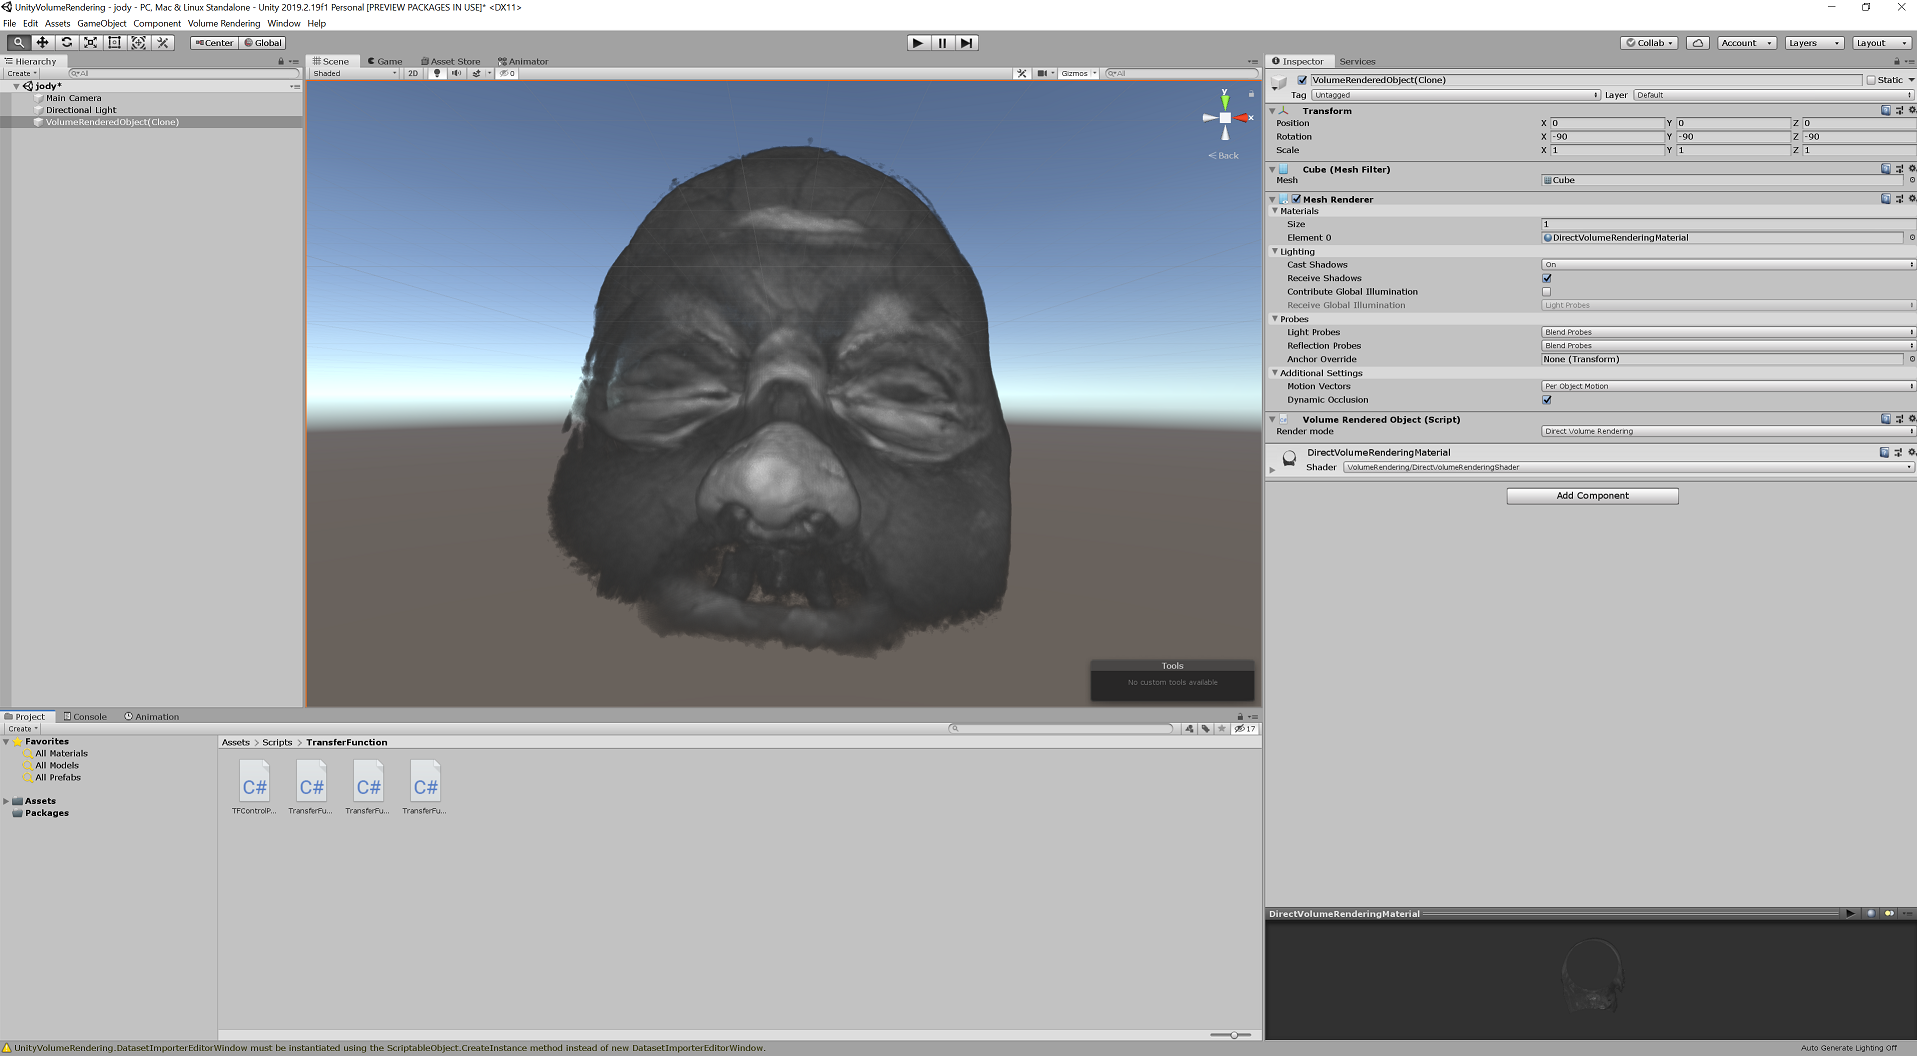 UnityVolumeRendering - jody - PC, Mac & Linux Standalone - Unity 2019.2.19f1 Personal [PREVIEW PACKAGES IN USE]* <DX11>
File Edit Assets GameObject Component Volume Rendering Window Help
Center Global Collab Account Layers Layout
Hierarchy
Create All
jody*
Main Camera
Directional Light
VolumeRenderedObject(Clone)
Scene Game Asset Store Animator
Shaded 2D 0 Gizmos All
y
x
Back
Tools
No custom tools available
Inspector Services
VolumeRenderedObject(Clone) Static
Tag Untagged Layer Default
Transform
Position X 0 Y 0 Z 0
Rotation X -90 Y -90 Z -90
Scale X 1 Y 1 Z 1
Cube (Mesh Filter)
Mesh Cube
Mesh Renderer
Materials
Size 1
Element 0 DirectVolumeRenderingMaterial
Lighting
Cast Shadows On
Receive Shadows
Contribute Global Illumination
Receive Global Illumination Light Probes
Probes
Light Probes Blend Probes
Reflection Probes Blend Probes
Anchor Override None (Transform)
Additional Settings
Motion Vectors Per Object Motion
Dynamic Occlusion
Volume Rendered Object (Script)
Render mode Direct Volume Rendering
DirectVolumeRenderingMaterial
Shader VolumeRendering/DirectVolumeRenderingShader
Add Component
Project Console Animation
Create 17
Favorites
All Materials
All Models
All Prefabs
Assets
Packages
Assets > Scripts > TransferFunction
C# C# C# C#
TFControlP... TransferFu... TransferFu... TransferFu...
DirectVolumeRenderingMaterial
UnityVolumeRendering.DatasetImporterEditorWindow must be instantiated using the ScriptableObject.CreateInstance method instead of new DatasetImporterEditorWindow.
Auto Generate Lighting Off